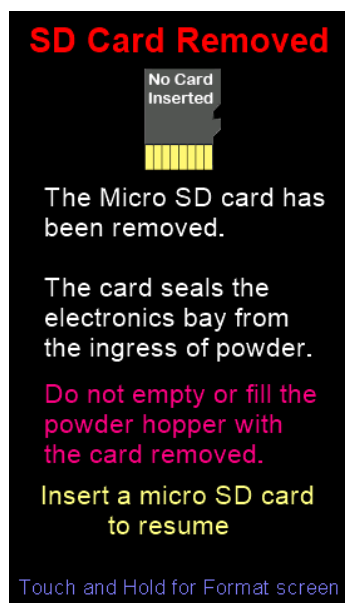 SD Card Removed
No Card
Inserted
The Micro SD card has
been removed.
The card seals the
electronics bay from
the ingress of powder.
Do not empty or fill the
powder hopper with
the card removed.
Insert a micro SD card
to resume
Touch and Hold for Format screen